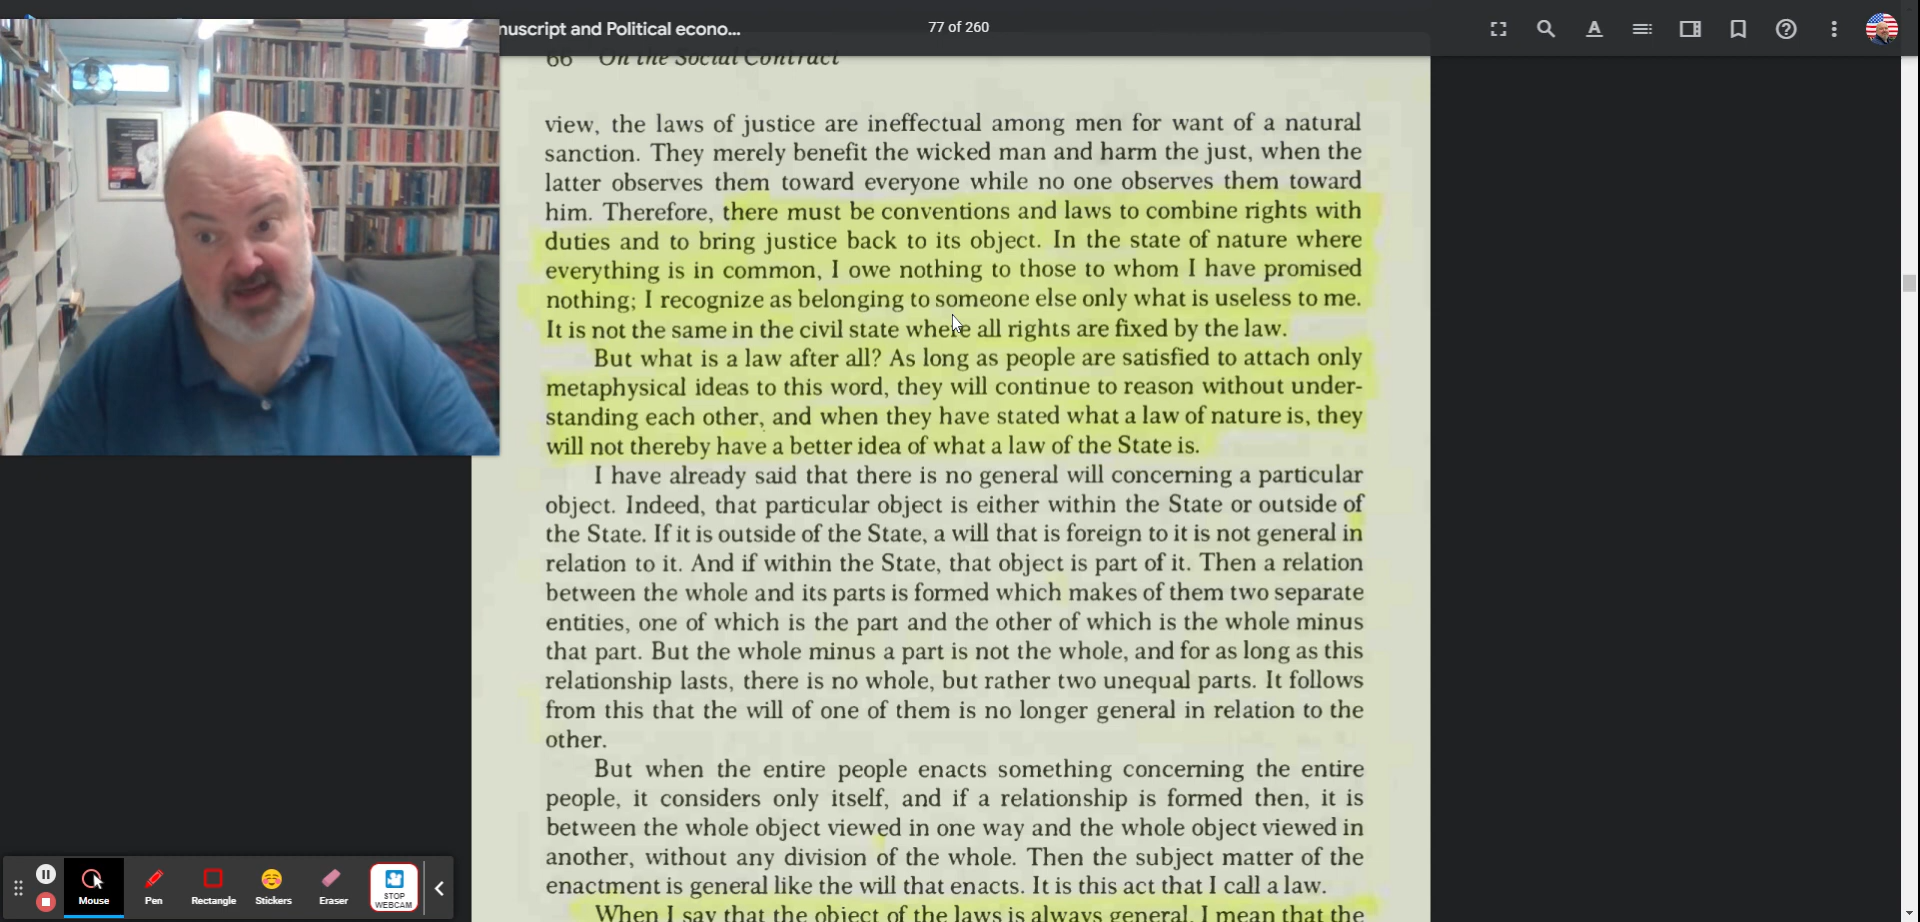 nuscript and Political econo...
77 of 260
66 On the Social Contract
view, the laws of justice are ineffectual among men for want of a natural
sanction. They merely benefit the wicked man and harm the just, when the
latter observes them toward everyone while no one observes them toward
him. Therefore, there must be conventions and laws to combine rights with
duties and to bring justice back to its object. In the state of nature where
everything is in common, I owe nothing to those to whom I have promised
nothing; I recognize as belonging to someone else only what is useless to me.
It is not the same in the civil state where all rights are fixed by the law.
But what is a law after all? As long as people are satisfied to attach only
metaphysical ideas to this word, they will continue to reason without under-
standing each other, and when they have stated what a law of nature is, they
will not thereby have a better idea of what a law of the State is.
I have already said that there is no general will concerning a particular
object. Indeed, that particular object is either within the State or outside of
the State. If it is outside of the State, a will that is foreign to it is not general in
relation to it. And if within the State, that object is part of it. Then a relation
between the whole and its parts is formed which makes of them two separate
entities, one of which is the part and the other of which is the whole minus
that part. But the whole minus a part is not the whole, and for as long as this
relationship lasts, there is no whole, but rather two unequal parts. It follows
from this that the will of one of them is no longer general in relation to the
other.
But when the entire people enacts something concerning the entire
people, it considers only itself, and if a relationship is formed then, it is
between the whole object viewed in one way and the whole object viewed in
another, without any division of the whole. Then the subject matter of the
enactment is general like the will that enacts. It is this act that I call a law.
When I say that the object of the laws is always general, I mean that the
Mouse
Pen
Rectangle
Stickers
Eraser
STOP
WEBCAM